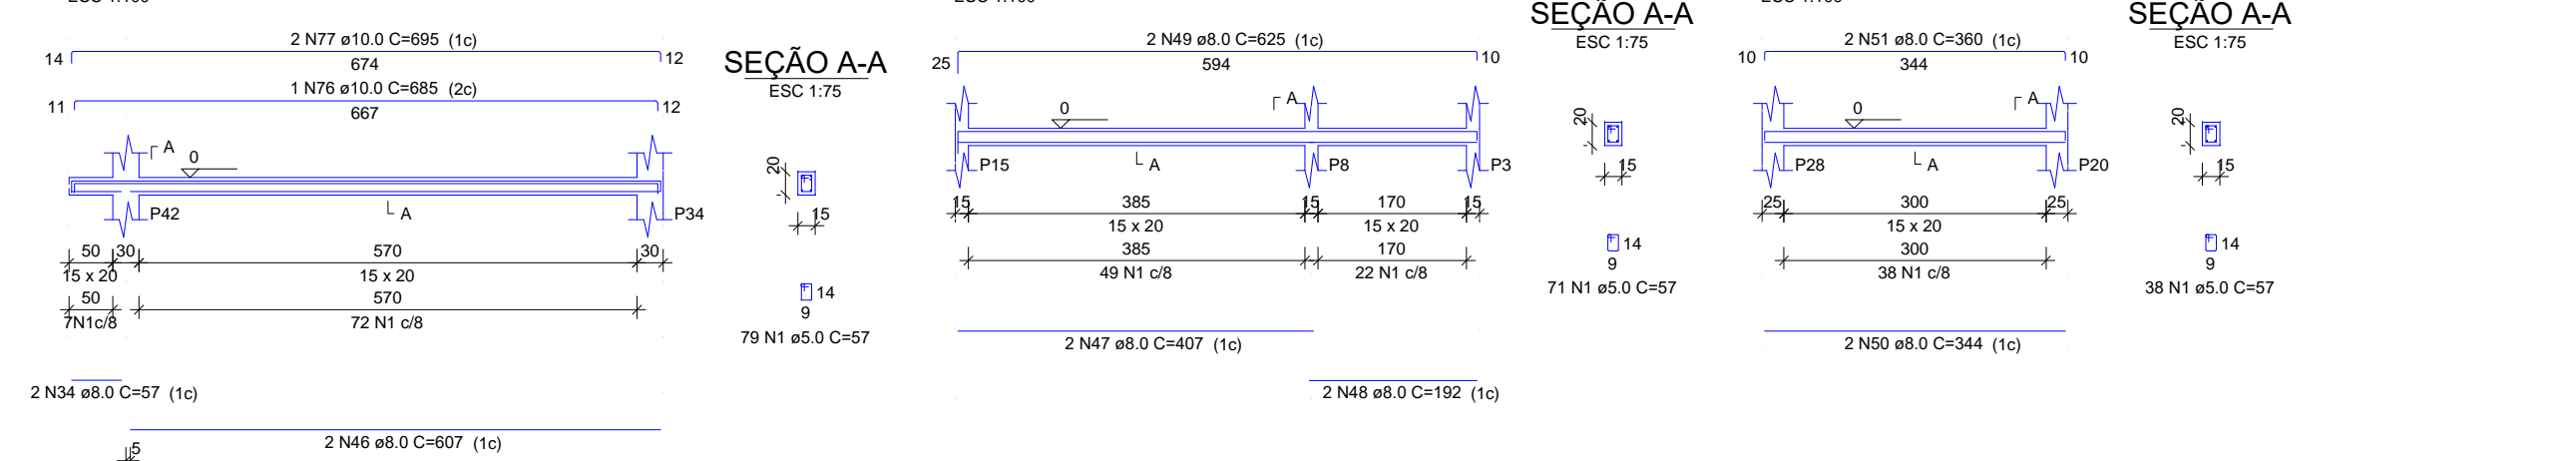 2 N77 ø10.0 C=695 (1c)
14
674
12
1 N76 ø10.0 C=685 (2c)
11
667
12
A
0
P42
A
P34
50
30
570
30
15 x 20
15 x 20
50
570
7N1c/8
72 N1 c/8
2 N34 ø8.0 C=57 (1c)
2 N46 ø8.0 C=607 (1c)
5
SEÇÃO A-A
ESC 1:75
20
15
14
9
79 N1 ø5.0 C=57
2 N49 ø8.0 C=625 (1c)
25
594
10
0
A
P15
A
P8
P3
15
385
15
170
15
15 x 20
15 x 20
385
170
49 N1 c/8
22 N1 c/8
2 N47 ø8.0 C=407 (1c)
2 N48 ø8.0 C=192 (1c)
SEÇÃO A-A
ESC 1:75
20
15
14
9
71 N1 ø5.0 C=57
2 N51 ø8.0 C=360 (1c)
10
344
10
0
A
P28
A
P20
25
300
25
15 x 20
300
38 N1 c/8
2 N50 ø8.0 C=344 (1c)
SEÇÃO A-A
ESC 1:75
20
15
14
9
38 N1 ø5.0 C=57